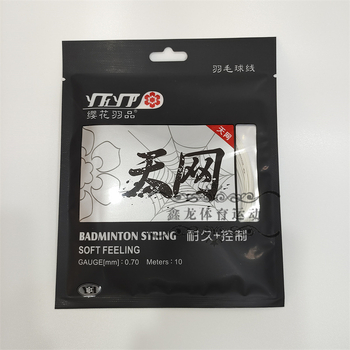 羽毛球线
樱花羽品
天网
天网
鑫龙体育运动
BADMINTON STRING
耐久+控制
SOFT FEELING
GAUGE[mm]:0.70 Meters:10